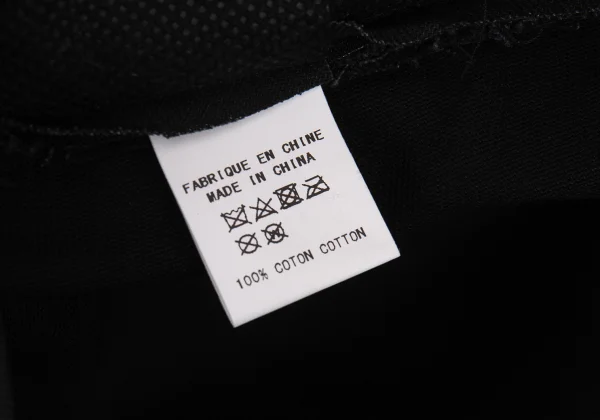 FABRIQUE EN CHINE
MADE IN CHINA
100% COTON COTTON